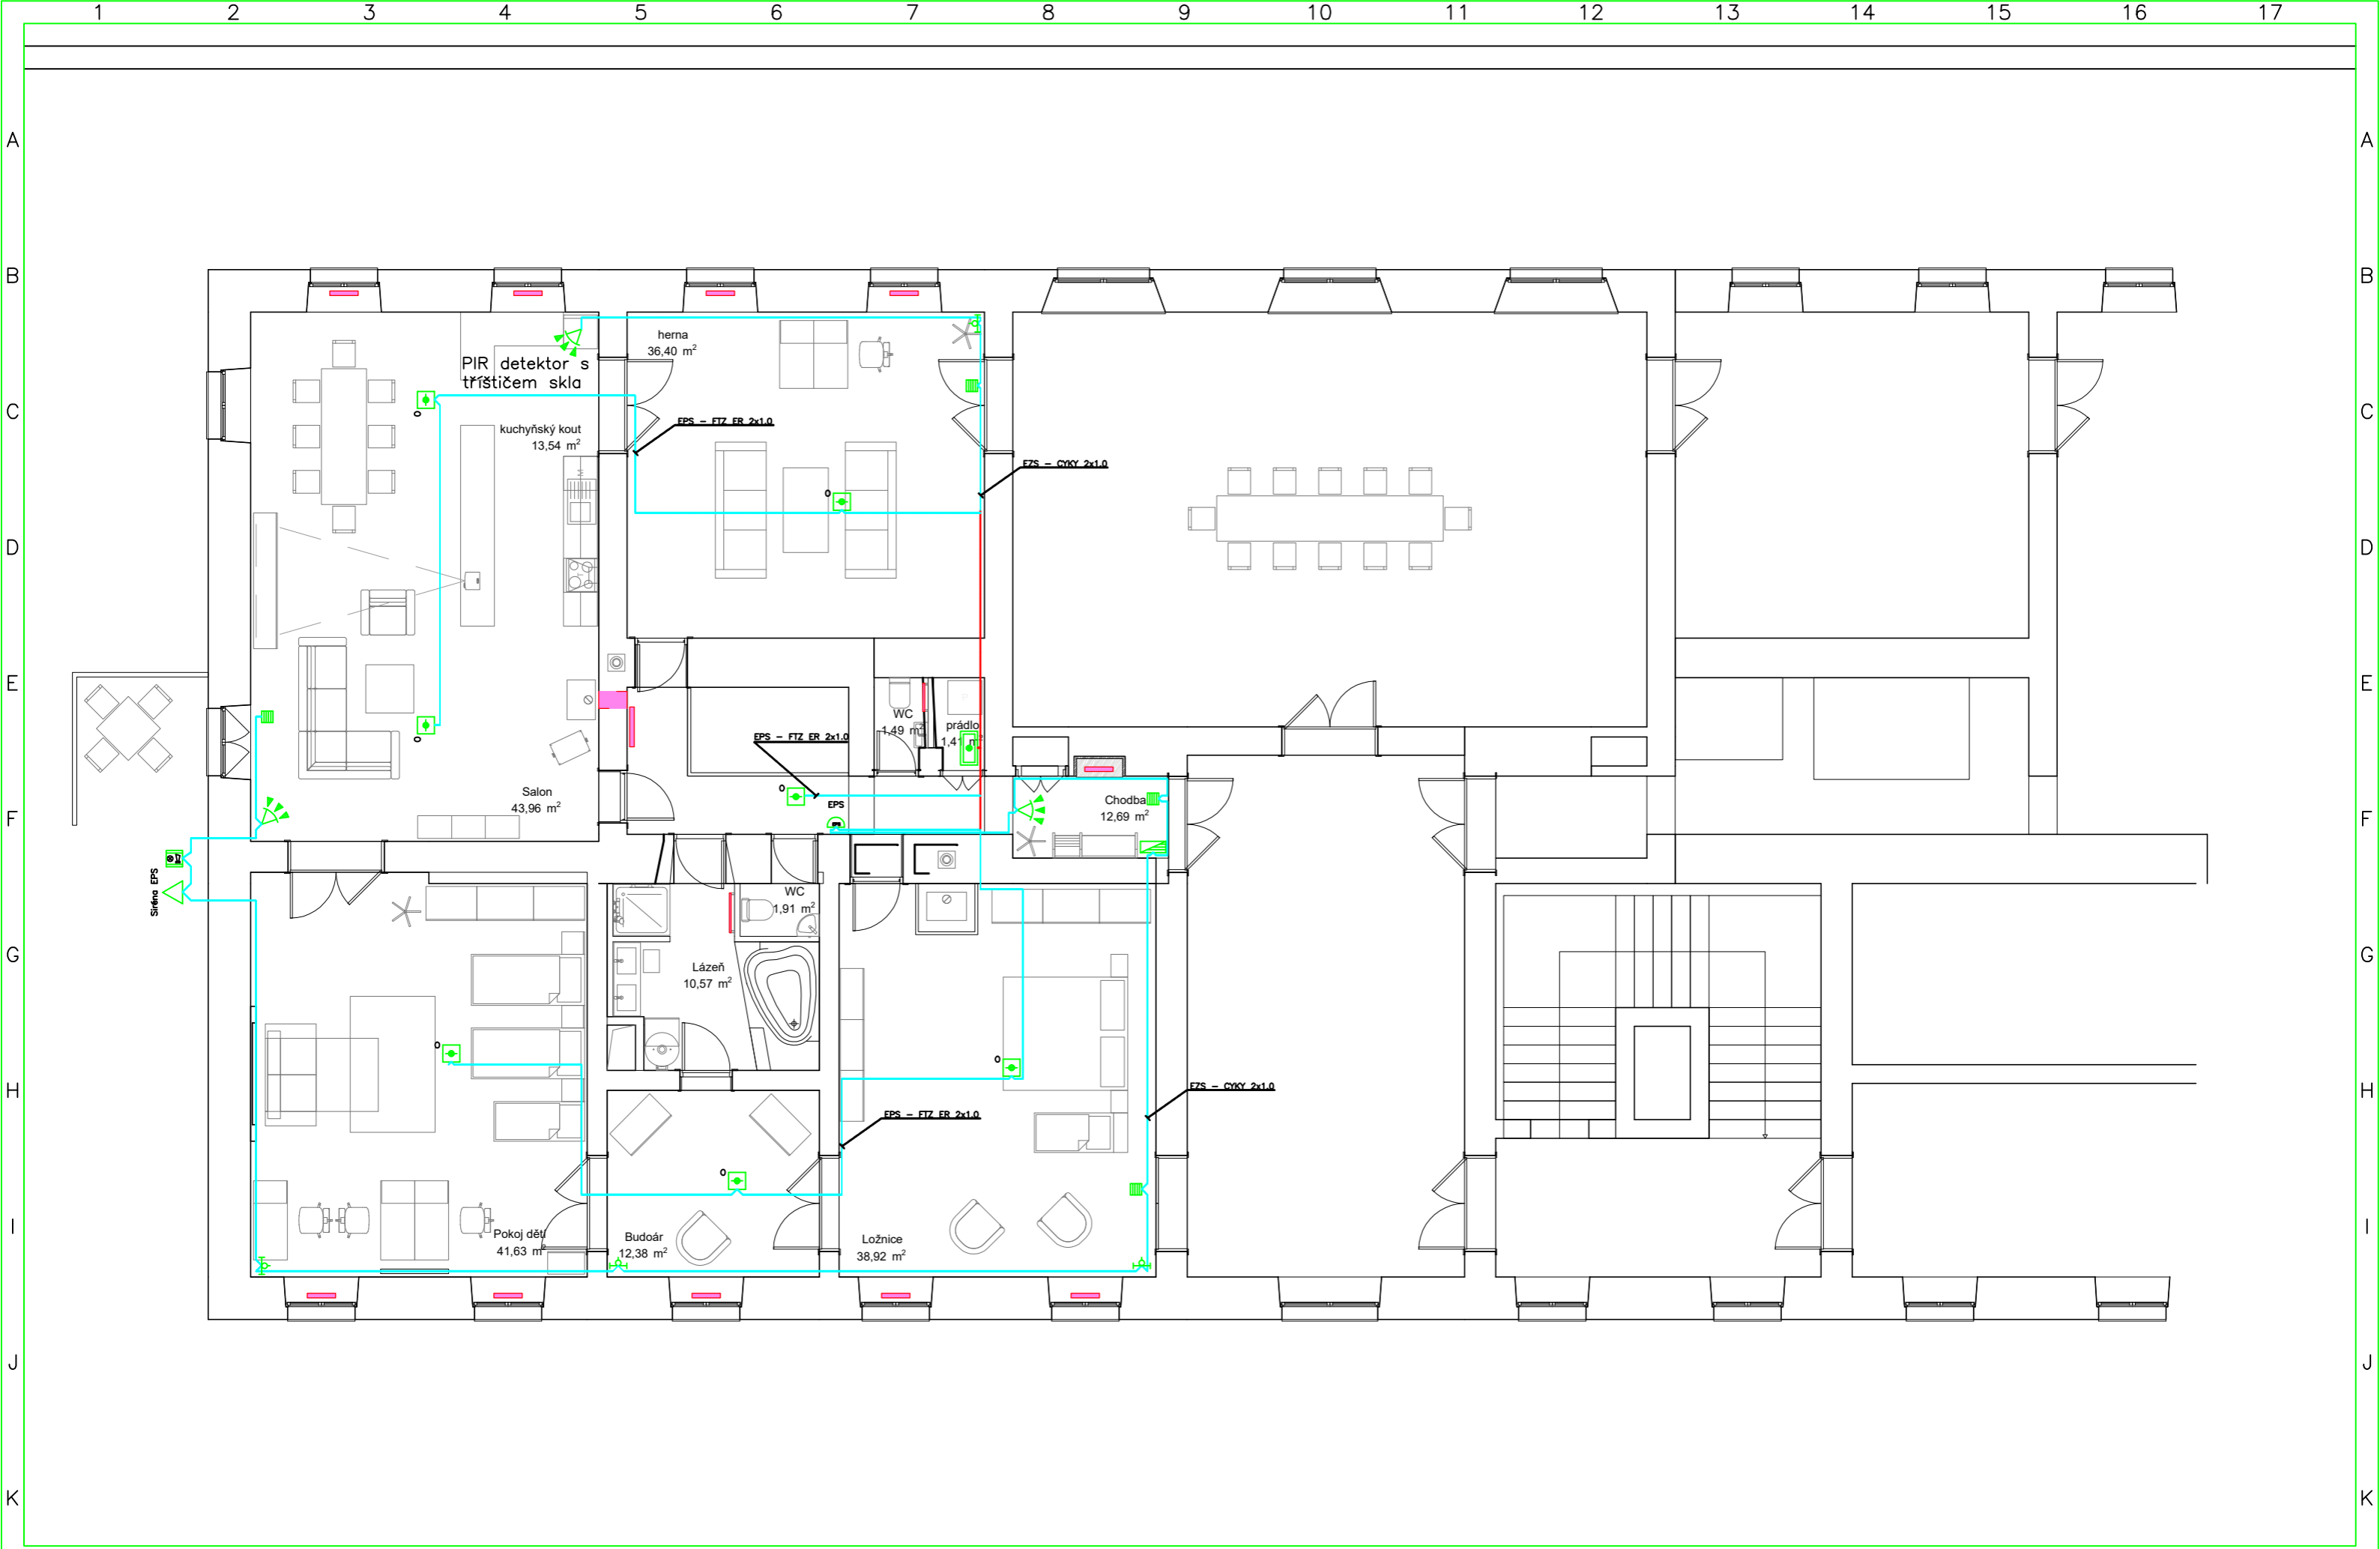 1 2 3 4 5 6 7 8 9 10 11 12 13 14 15 16 17
A A
B B
herna
36,40 m²
PIR detektor s
tříštičem skla
C C
EPS – FTZ ER 2x1.0
kuchyňský kout
13,54 m²
EZS – CYKY 2x1.0
O
O
D D
E E
WC
1,49 m²
prádlo
1,41 m²
O
EPS – FTZ ER 2x1.0
Salon
43,96 m²
O
EPS
Chodba
12,69 m²
F F
Siréna EPS
WC
1,91 m²
G G
Lázeň
10,57 m²
O
O
H H
EZS – CYKY 2x1.0
EPS – FTZ ER 2x1.0
O
I I
Pokoj dětí
41,63 m²
Budoár
12,38 m²
Ložnice
38,92 m²
J J
K K